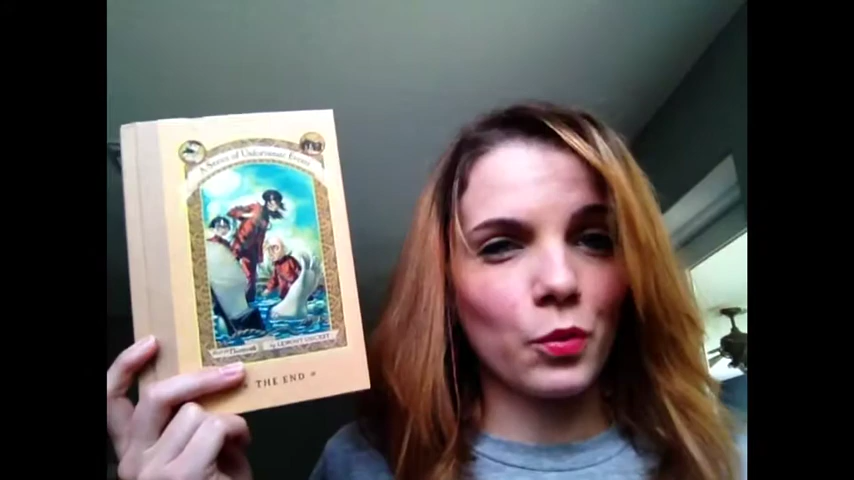 A Series of Unfortunate Events
by LEMONY SNICKET
THE END